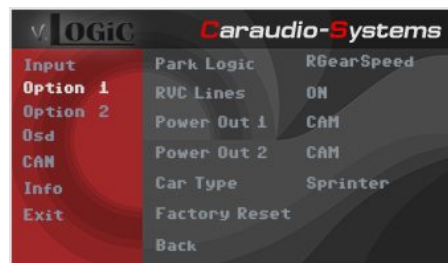 V.LOGiC Caraudio-Systems
Input
Option 1
Option 2
Osd
CAN
Info
Exit
Park Logic RGearSpeed
RVC Lines ON
Power Out 1 CAM
Power Out 2 CAM
Car Type Sprinter
Factory Reset
Back